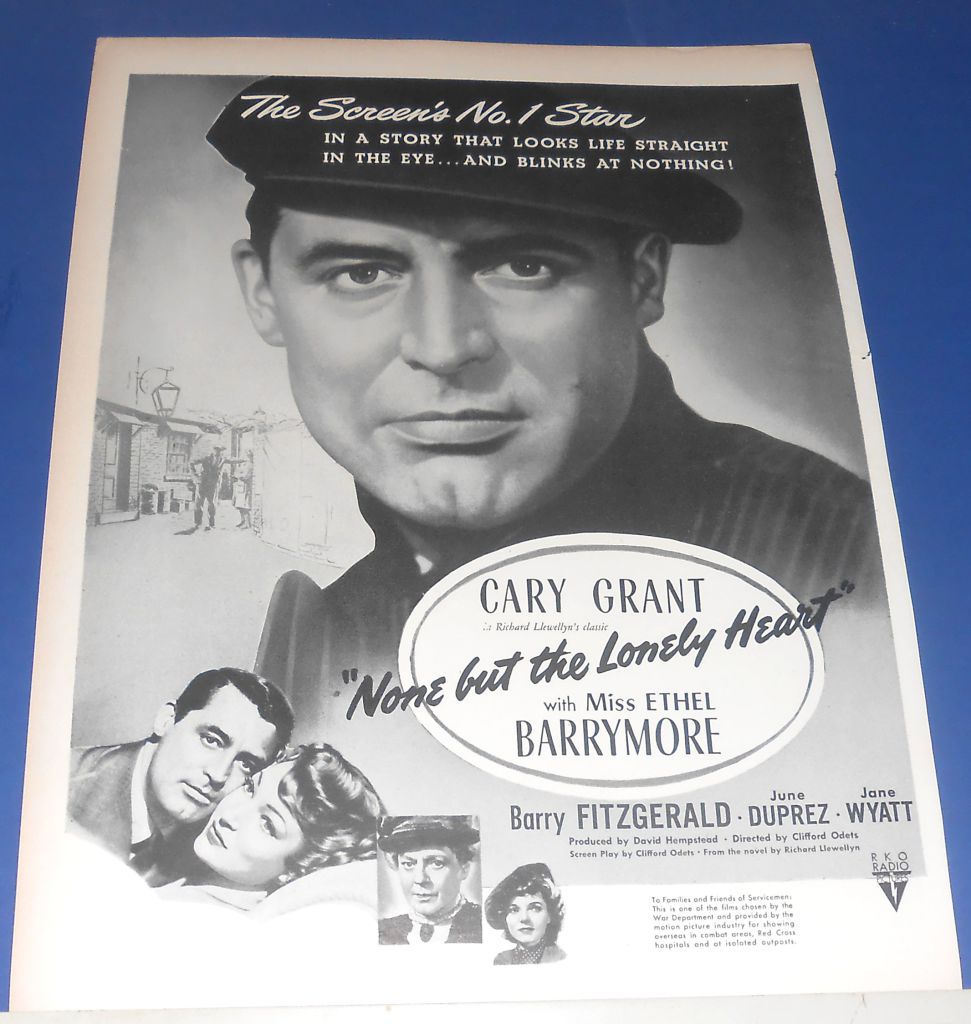 The Screen's No. 1 Star
IN A STORY THAT LOOKS LIFE STRAIGHT
IN THE EYE... AND BLINKS AT NOTHING!
CARY GRANT
Richard Llewellyn's classic
"None but the Lonely Heart"
with Miss ETHEL
BARRYMORE
Barry FITZGERALD · June DUPREZ · Jane WYATT
Produced by David Hempstead · Directed by Clifford Odets
Screen Play by Clifford Odets · From the novel by Richard Llewellyn
RKO
RADIO
PICTURES
To Families and Friends of Servicemen:
This is one of the films chosen by the
War Department and provided by the
motion picture industry for showing
overseas in combat areas, Red Cross
hospitals and at isolated outposts.